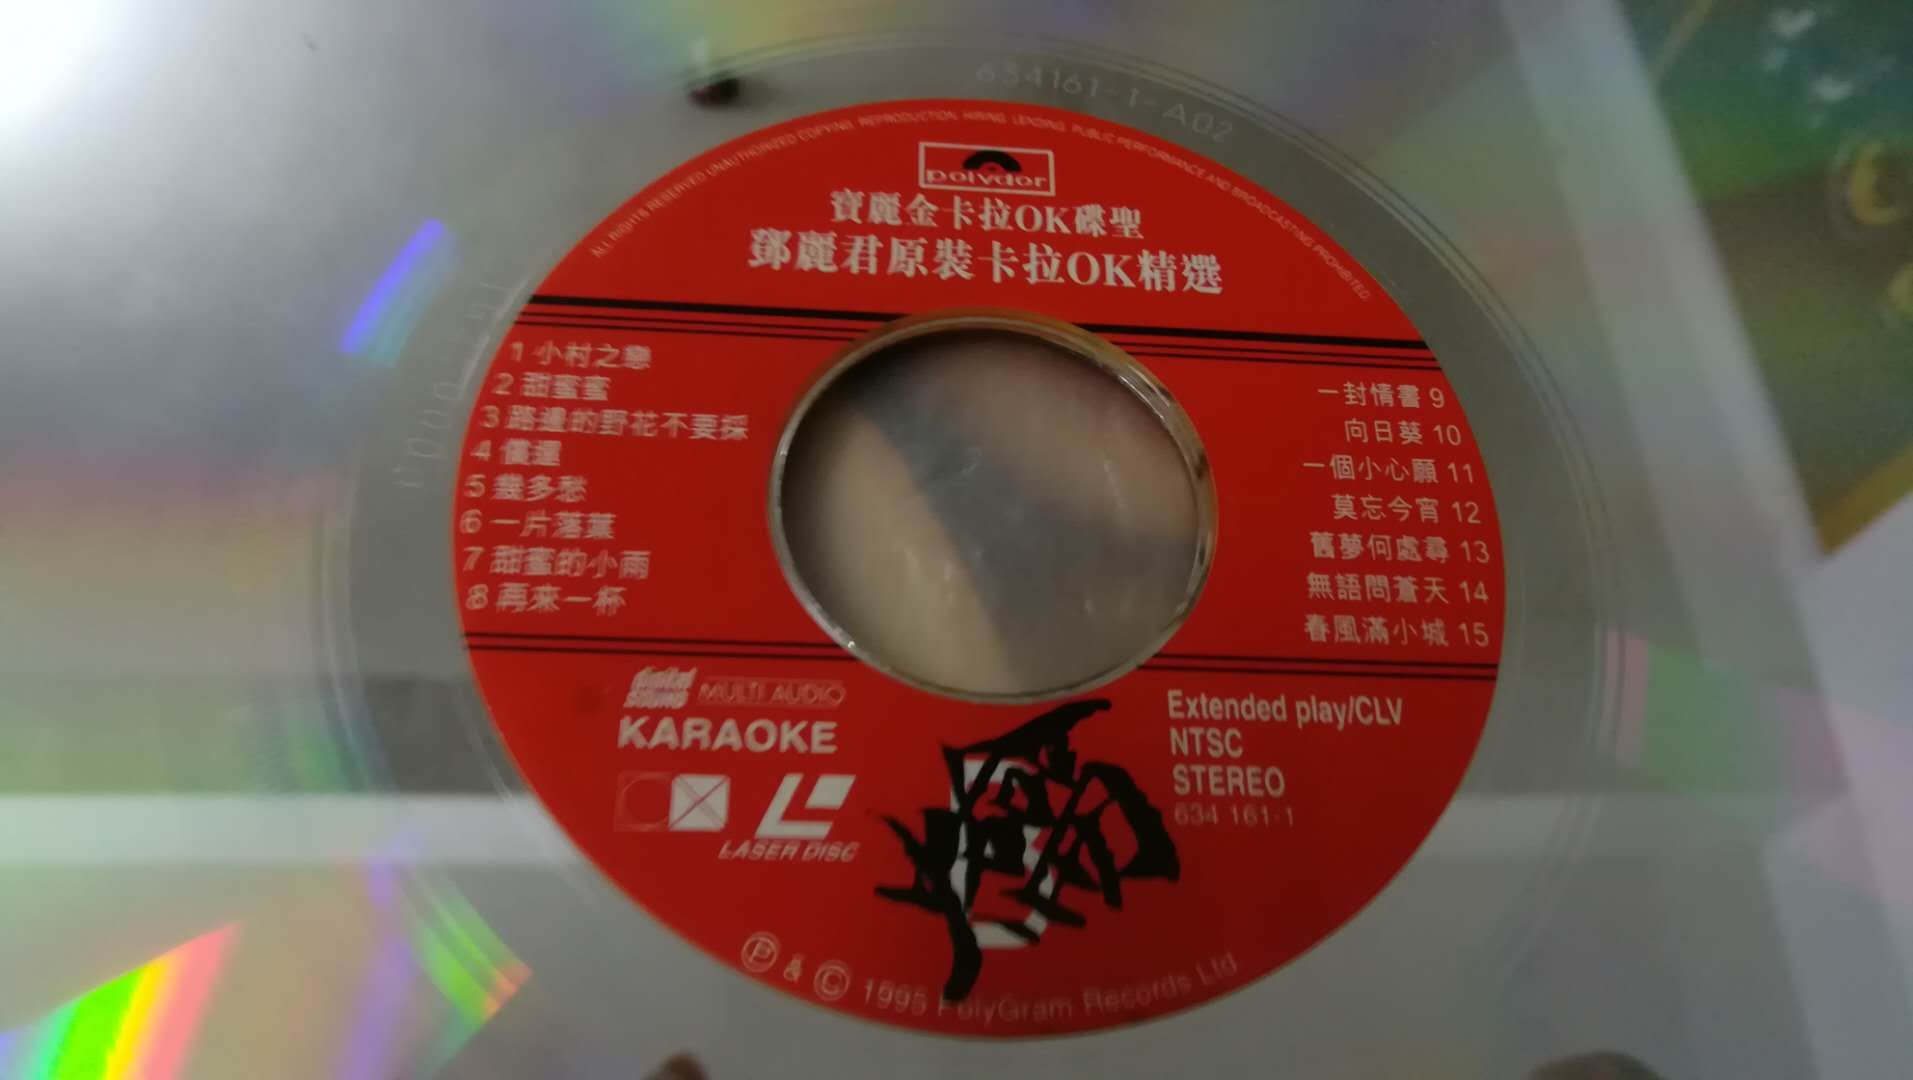 634161-1-A02
ALL RIGHTS RESERVED UNAUTHORIZED COPYING, REPRODUCTION, HIRING, LENDING, PUBLIC PERFORMANCE AND BROADCASTING PROHIBITED.
polydor
寶麗金卡拉OK碟聖
鄧麗君原裝卡拉OK精選
1 小村之戀
2 甜蜜蜜
3 路邊的野花不要採
4 償還
5 幾多愁
6 一片落葉
7 甜蜜的小雨
8 再來一杯
一封情書 9
向日葵 10
一個小心願 11
莫忘今宵 12
舊夢何處尋 13
無語問蒼天 14
春風滿小城 15
digital sound MULTI AUDIO
KARAOKE
LASER DISC
Extended play/CLV
NTSC
STEREO
634 161-1
Ⓟ & © 1995 PolyGram Records Ltd